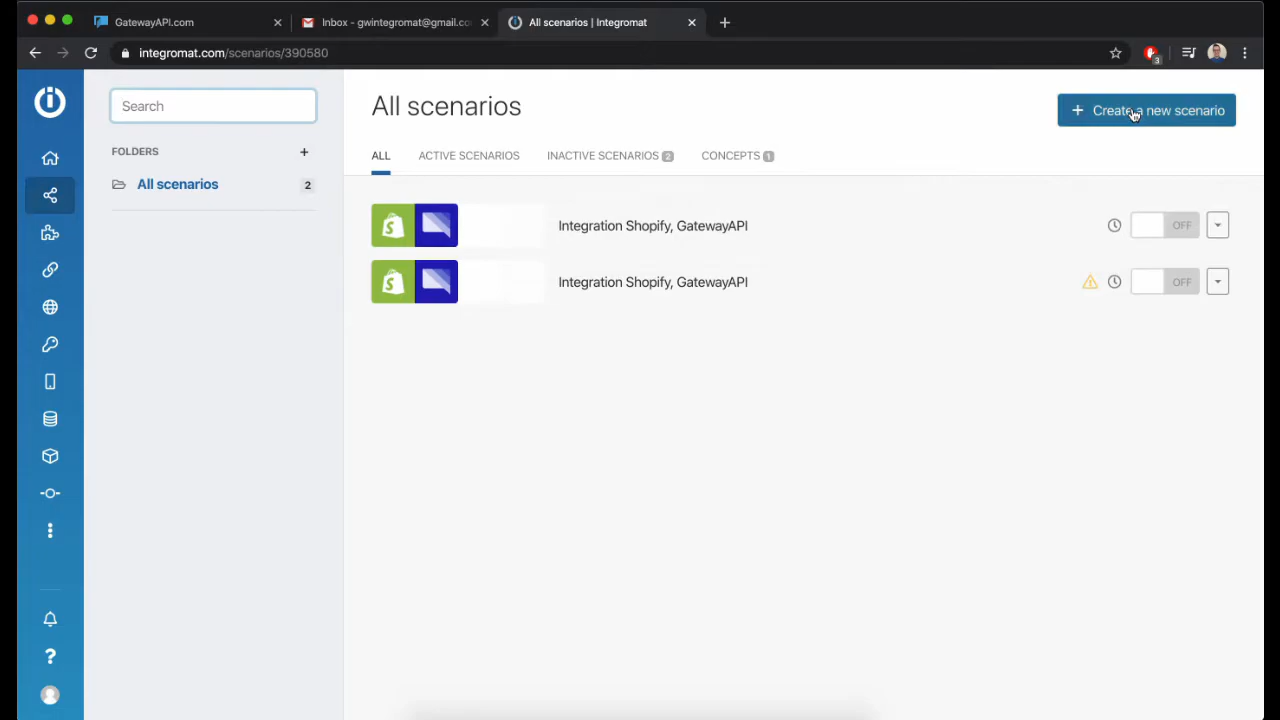 GatewayAPI.com
Inbox - gwintegromat@gmail.co
All scenarios | Integromat
integromat.com/scenarios/390580
3
Search
FOLDERS
All scenarios 2
All scenarios
Create a new scenario
ALL ACTIVE SCENARIOS INACTIVE SCENARIOS 2 CONCEPTS 1
Integration Shopify, GatewayAPI OFF
Integration Shopify, GatewayAPI OFF